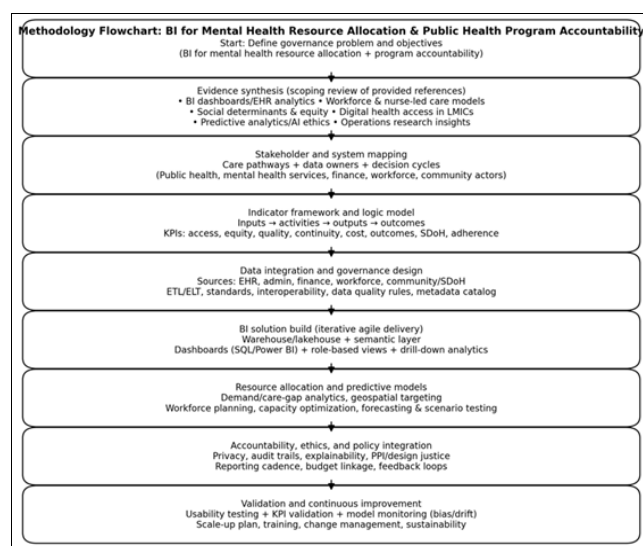 Methodology Flowchart: BI for Mental Health Resource Allocation & Public Health Program Accountability
Start: Define governance problem and objectives
(BI for mental health resource allocation + program accountability)
Evidence synthesis (scoping review of provided references)
• BI dashboards/EHR analytics • Workforce & nurse-led care models
• Social determinants & equity • Digital health access in LMICs
• Predictive analytics/AI ethics • Operations research insights
Stakeholder and system mapping
Care pathways + data owners + decision cycles
(Public health, mental health services, finance, workforce, community actors)
Indicator framework and logic model
Inputs → activities → outputs → outcomes
KPIs: access, equity, quality, continuity, cost, outcomes, SDoH, adherence
Data integration and governance design
Sources: EHR, admin, finance, workforce, community/SDoH
ETL/ELT, standards, interoperability, data quality rules, metadata catalog
BI solution build (iterative agile delivery)
Warehouse/lakehouse + semantic layer
Dashboards (SQL/Power BI) + role-based views + drill-down analytics
Resource allocation and predictive models
Demand/care-gap analytics, geospatial targeting
Workforce planning, capacity optimization, forecasting & scenario testing
Accountability, ethics, and policy integration
Privacy, audit trails, explainability, PPI/design justice
Reporting cadence, budget linkage, feedback loops
Validation and continuous improvement
Usability testing + KPI validation + model monitoring (bias/drift)
Scale-up plan, training, change management, sustainability